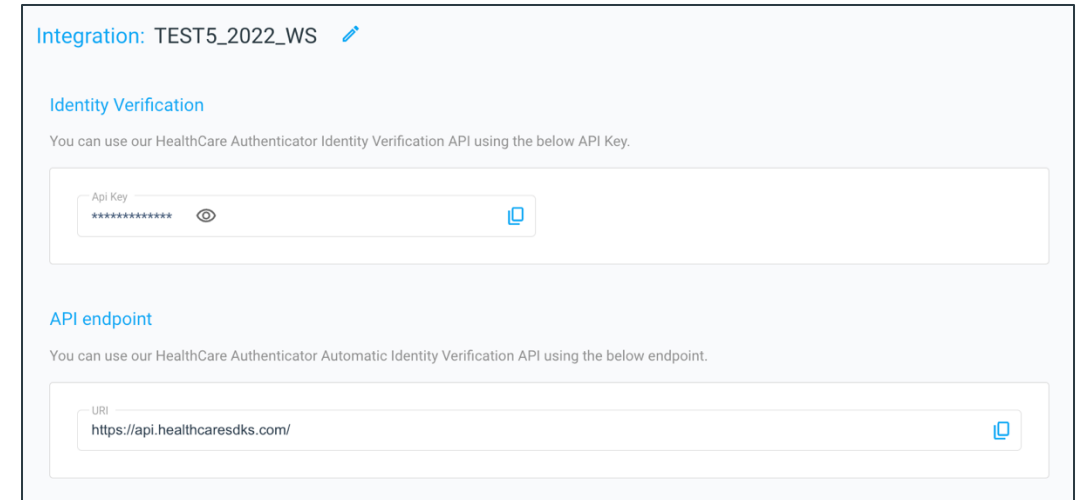 Integration: TEST5_2022_WS
Identity Verification
You can use our HealthCare Authenticator Identity Verification API using the below API Key.
Api Key
*************
API endpoint
You can use our HealthCare Authenticator Automatic Identity Verification API using the below endpoint.
URI
https://api.healthcaresdks.com/